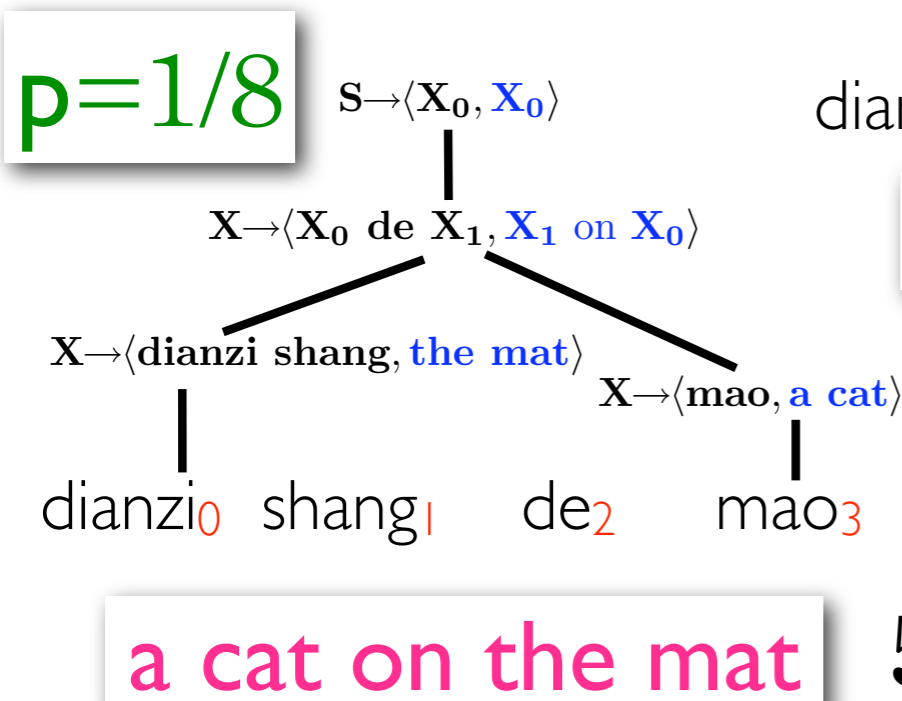 p=1/8
S→⟨X₀, X₀⟩
X→⟨X₀ de X₁, X₁ on X₀⟩
X→⟨dianzi shang, the mat⟩
X→⟨mao, a cat⟩
dianzi₀ shang₁ de₂ mao₃
a cat on the mat